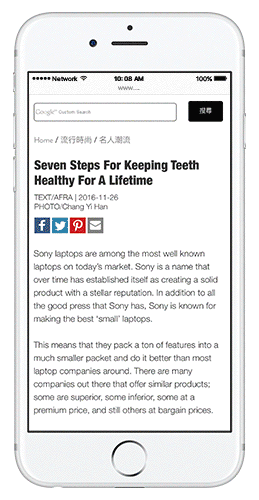 Network 10:08 AM 100%
www....
Google™ Custom Search 搜尋
Home / 流行時尚 / 名人潮流
Seven Steps For Keeping Teeth
Healthy For A Lifetime
TEXT/AFRA | 2016-11-26
PHOTO/Chang Yi Han
Sony laptops are among the most well known
laptops on today's market. Sony is a name that
over time has established itself as creating a solid
product with a stellar reputation. In addition to all
the good press that Sony has, Sony is known for
making the best 'small' laptops.
This means that they pack a ton of features into a
much smaller packet and do it better than most
laptop companies around. There are many
companies out there that offer similar products;
some are superior, some inferior, some at a
premium price, and still others at bargain prices.